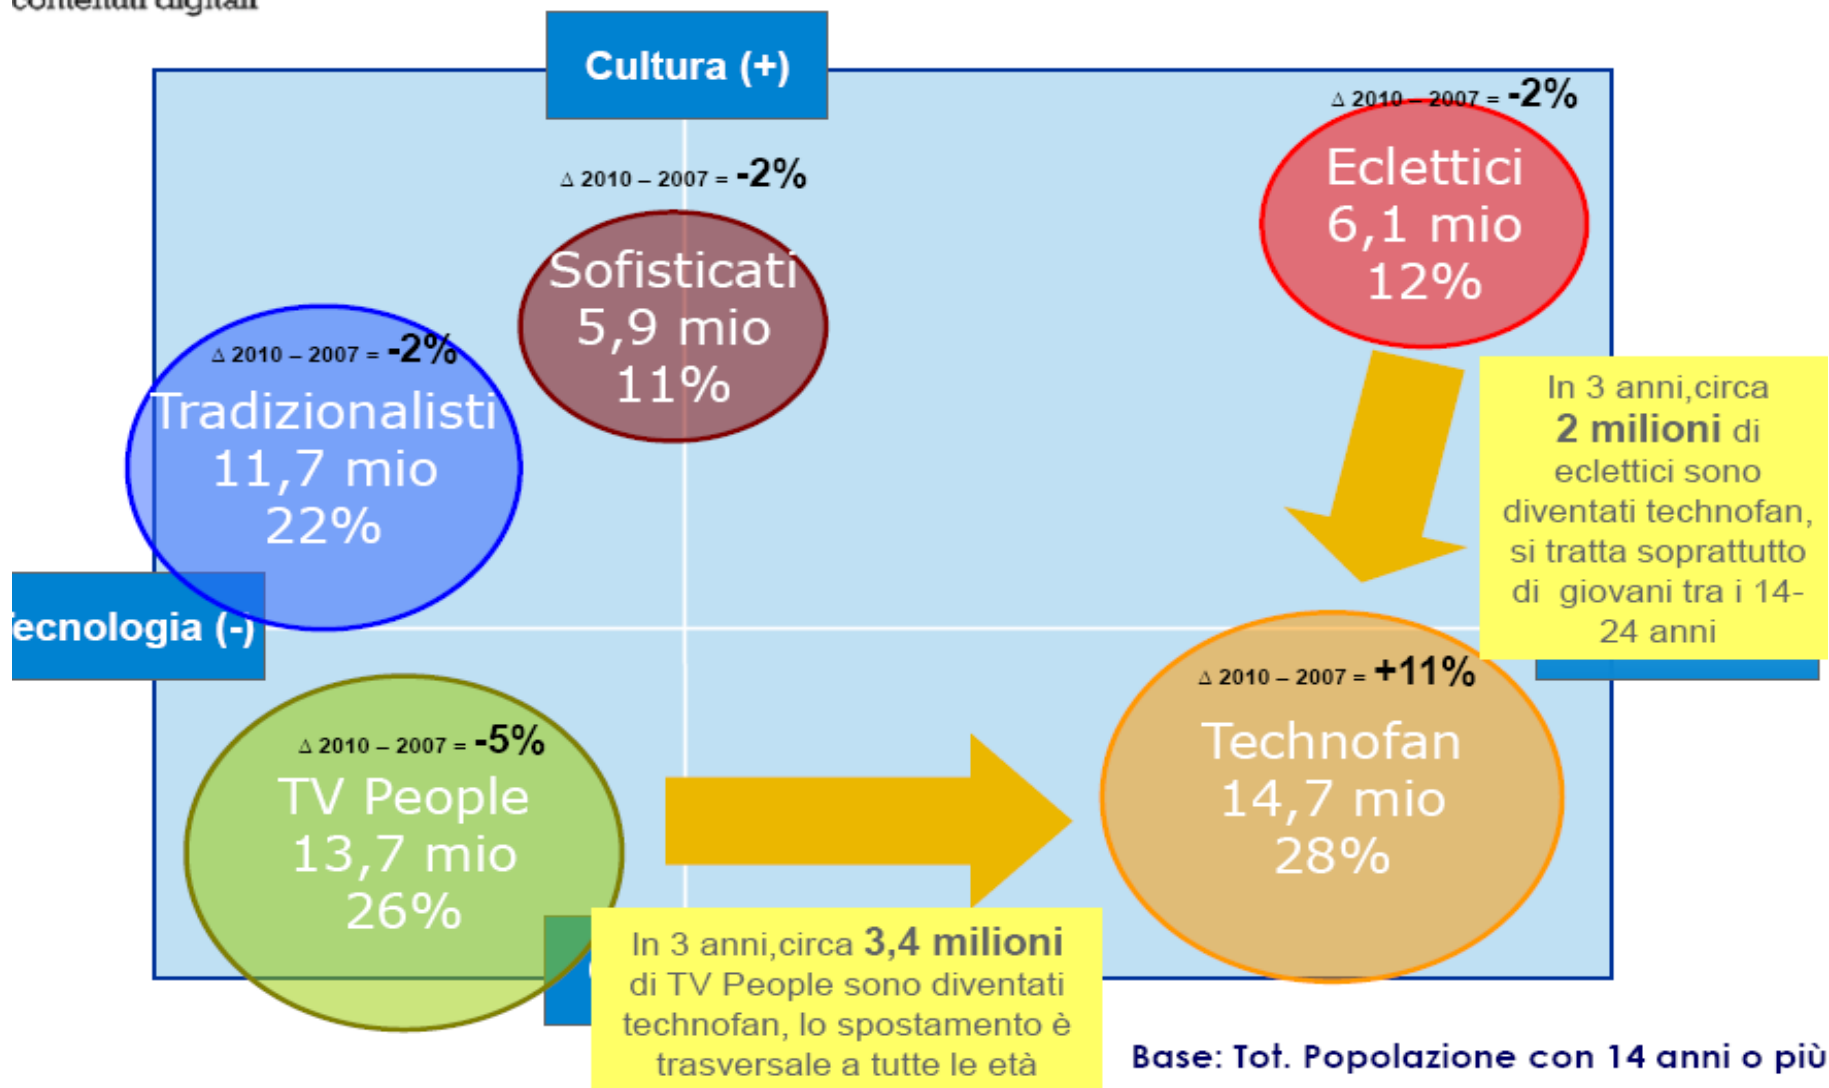 contenuti digitali
Cultura (+)
Δ 2010 – 2007 = -2%
Eclettici
6,1 mio
12%
Δ 2010 – 2007 = -2%
Sofisticati
5,9 mio
11%
Δ 2010 – 2007 = -2%
Tradizionalisti
11,7 mio
22%
In 3 anni,circa
2 milioni di
eclettici sono
diventati technofan,
si tratta soprattutto
di giovani tra i 14-
24 anni
ecnologia (-)
Δ 2010 – 2007 = -5%
TV People
13,7 mio
26%
Δ 2010 – 2007 = +11%
Technofan
14,7 mio
28%
In 3 anni,circa 3,4 milioni
di TV People sono diventati
technofan, lo spostamento è
trasversale a tutte le età
Base: Tot. Popolazione con 14 anni o più